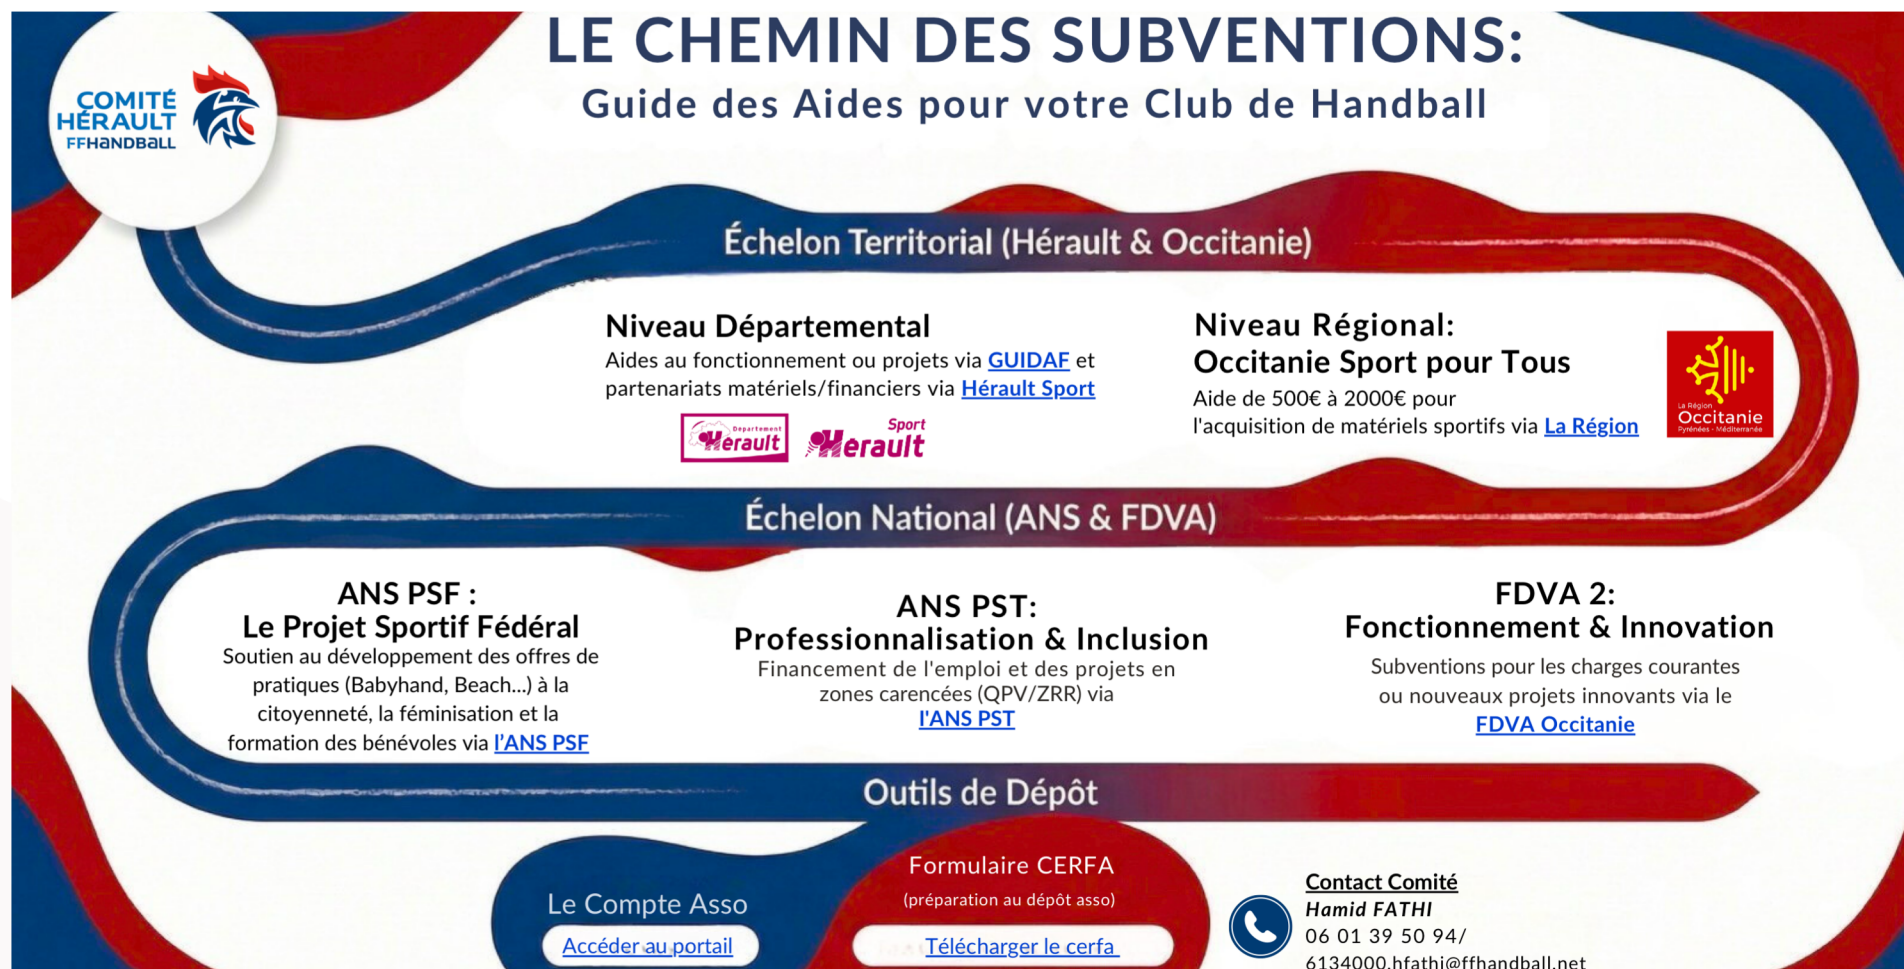 LE CHEMIN DES SUBVENTIONS:
Guide des Aides pour votre Club de Handball
COMITÉ
HÉRAULT
FFHANDBALL
Échelon Territorial (Hérault & Occitanie)
Niveau Départemental
Aides au fonctionnement ou projets via GUIDAF et
partenariats matériels/financiers via Hérault Sport
Département
Hérault
Sport
Hérault
Niveau Régional:
Occitanie Sport pour Tous
Aide de 500€ à 2000€ pour
l'acquisition de matériels sportifs via La Région
La Région
Occitanie
Pyrénées - Méditerranée
Échelon National (ANS & FDVA)
ANS PSF :
Le Projet Sportif Fédéral
Soutien au développement des offres de
pratiques (Babyhand, Beach...) à la
citoyenneté, la féminisation et la
formation des bénévoles via l’ANS PSF
ANS PST:
Professionnalisation & Inclusion
Financement de l'emploi et des projets en
zones carencées (QPV/ZRR) via
l'ANS PST
FDVA 2:
Fonctionnement & Innovation
Subventions pour les charges courantes
ou nouveaux projets innovants via le
FDVA Occitanie
Outils de Dépôt
Le Compte Asso
Accéder au portail
Formulaire CERFA
(préparation au dépôt asso)
Télécharger le cerfa
Contact Comité
Hamid FATHI
06 01 39 50 94/
6134000.hfathi@ffhandball.net